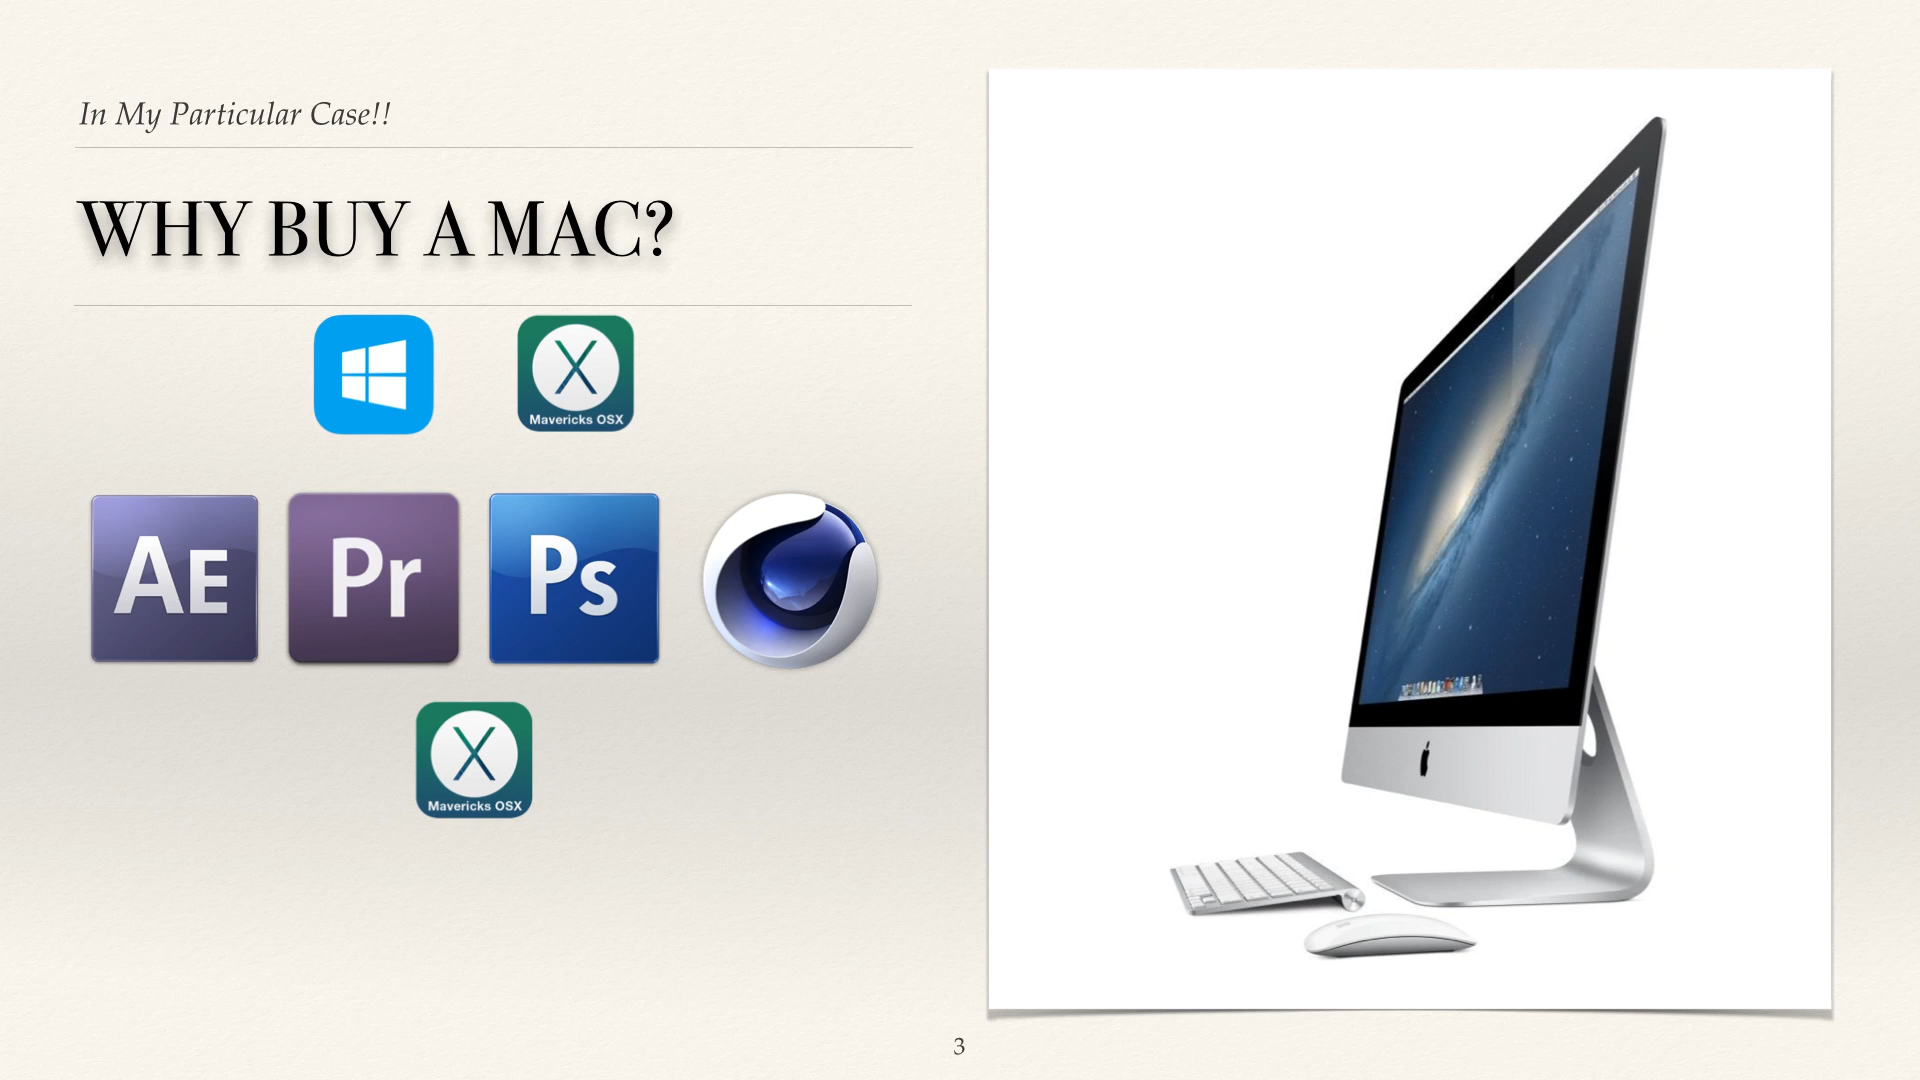 In My Particular Case!!
WHY BUY A MAC?
X
Mavericks OSX
AE
Pr
Ps
X
Mavericks OSX
3